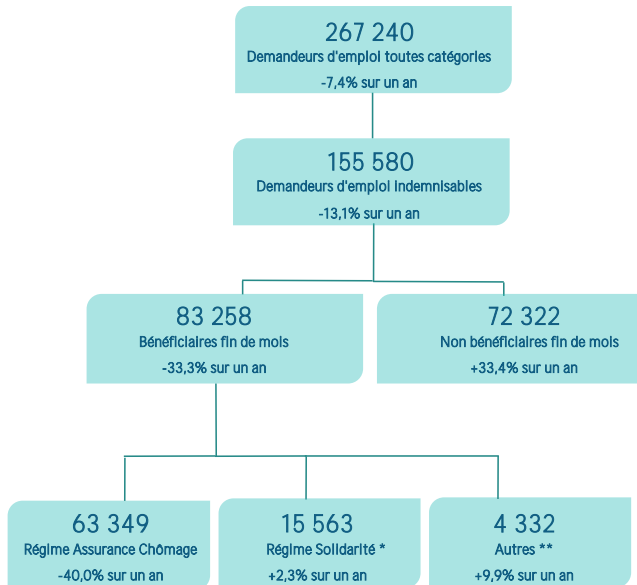 267 240
Demandeurs d'emploi toutes catégories
-7,4% sur un an
155 580
Demandeurs d'emploi indemnisables
-13,1% sur un an
83 258
Bénéficiaires fin de mois
-33,3% sur un an
72 322
Non bénéficiaires fin de mois
+33,4% sur un an
63 349
Régime Assurance Chômage
-40,0% sur un an
15 563
Régime Solidarité *
+2,3% sur un an
4 332
Autres **
+9,9% sur un an